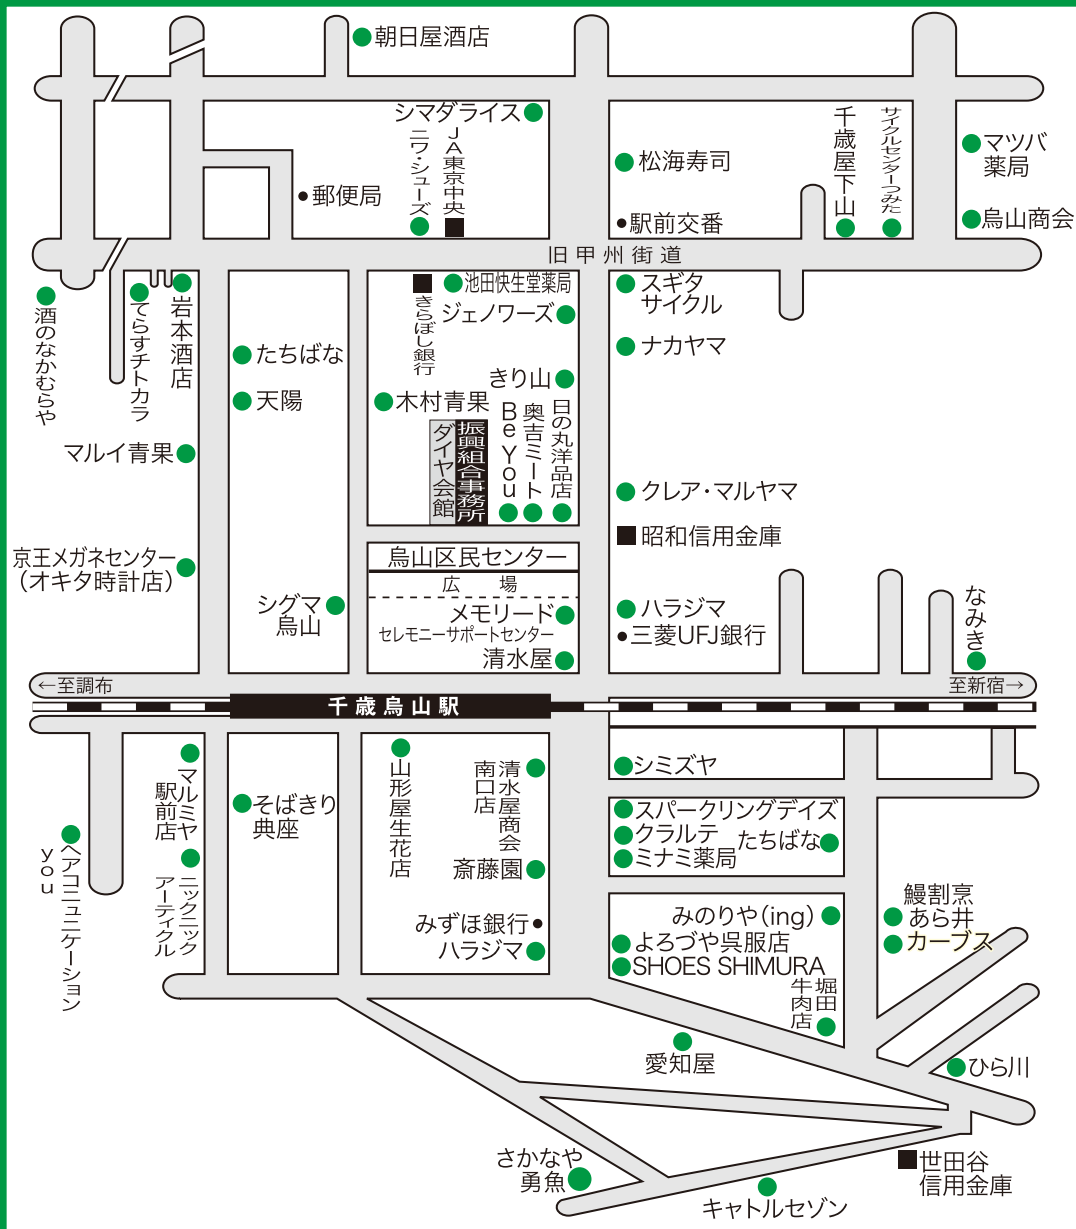 朝日屋酒店
シマダライス
ニワ・シューズ
JA東京中央
松海寿司
千歳屋下山
サイクルセンターつみた
マツバ
薬局
郵便局
駅前交番
烏山商会
旧甲州街道
酒のなかむらや
てらすチトカラ
岩本酒店
きらぼし銀行
池田快生堂薬局
ジェノワーズ
スギタ
サイクル
ナカヤマ
たちばな
天陽
きり山
木村青果
Be You
奥吉ミート
日の丸洋品店
ダイヤ会館
振興組合事務所
マルイ青果
クレア・マルヤマ
昭和信用金庫
京王メガネセンター
（オキタ時計店）
烏山区民センター
広場
シグマ
烏山
メモリード
セレモニーサポートセンター
清水屋
ハラジマ
三菱UFJ銀行
なみき
←至調布
至新宿→
千歳烏山駅
マルミヤ
駅前店
そばきり
典座
山形屋生花店
清水屋商会
南口店
シミズヤ
スパークリングデイズ
クラルテ
ミナミ薬局
たちばな
ヘアコミュニケーション
you
ニックニック
アーティクル
斎藤園
みずほ銀行
ハラジマ
みのりや(ing)
よろづや呉服店
SHOES SHIMURA
堀田
牛肉店
鰻割烹
あら井
カーブス
愛知屋
ひら川
さかなや
勇魚
キャトルセゾン
世田谷
信用金庫